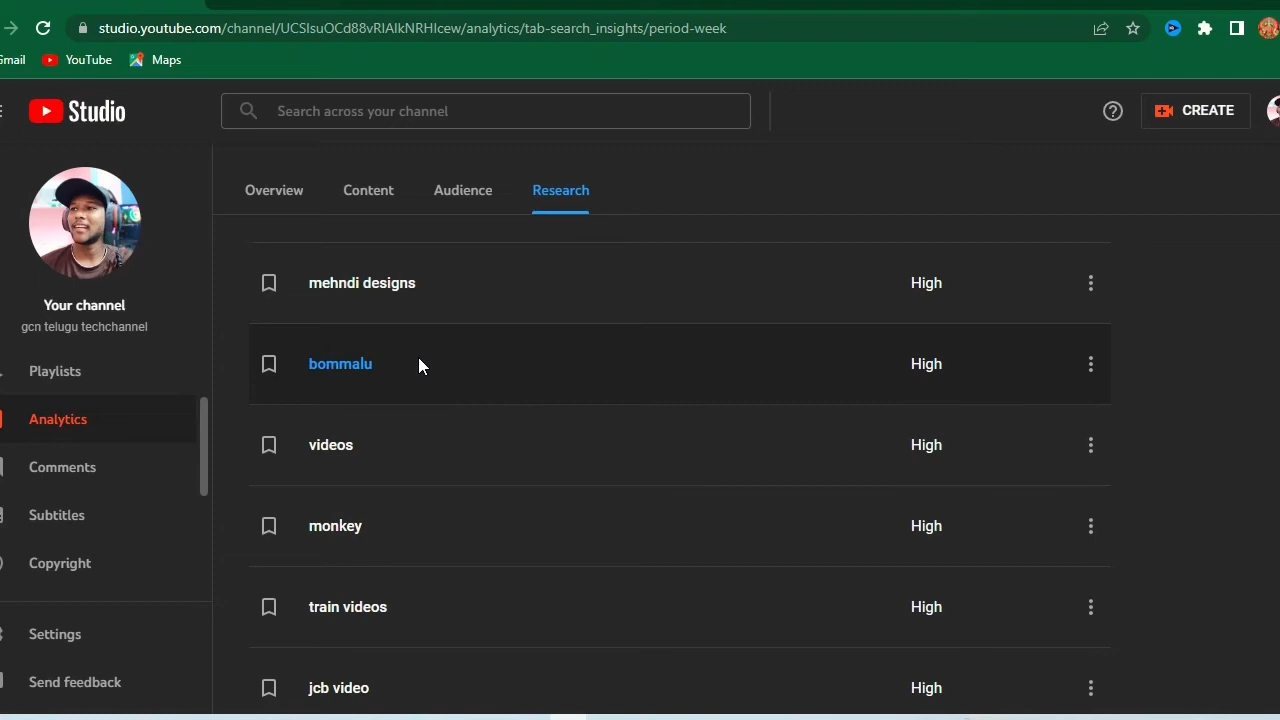 studio.youtube.com/channel/UCSIsuOCd88vRIAIkNRHIcew/analytics/tab-search_insights/period-week
Gmail YouTube Maps
Studio
Search across your channel
CREATE
Overview Content Audience Research
Your channel
gcn telugu techchannel
Playlists
Analytics
Comments
Subtitles
Copyright
Settings
Send feedback
mehndi designs High
bommalu High
videos High
monkey High
train videos High
jcb video High